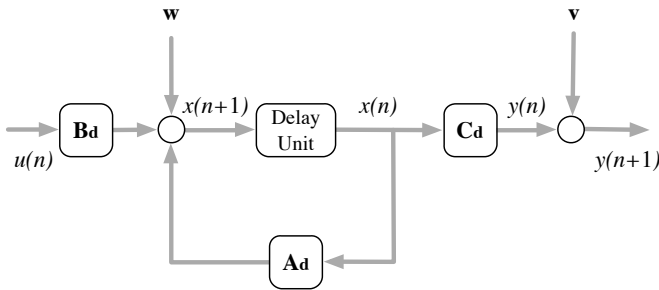 w
v
x(n+1)
x(n)
y(n)
Bd
Delay
Unit
Cd
u(n)
y(n+1)
Ad